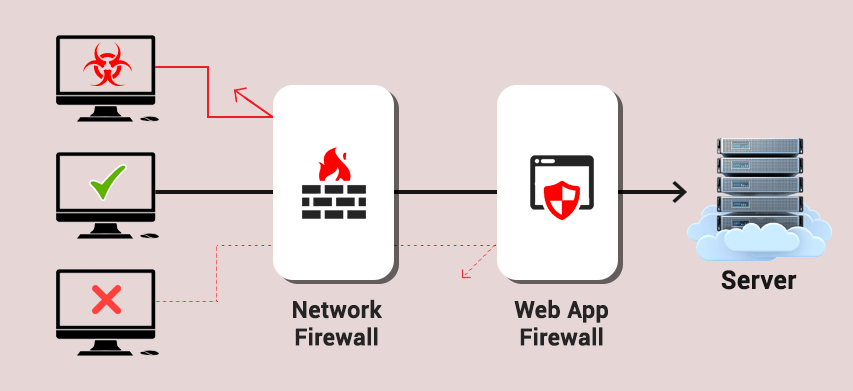 Network
Firewall
Web App
Firewall
Server